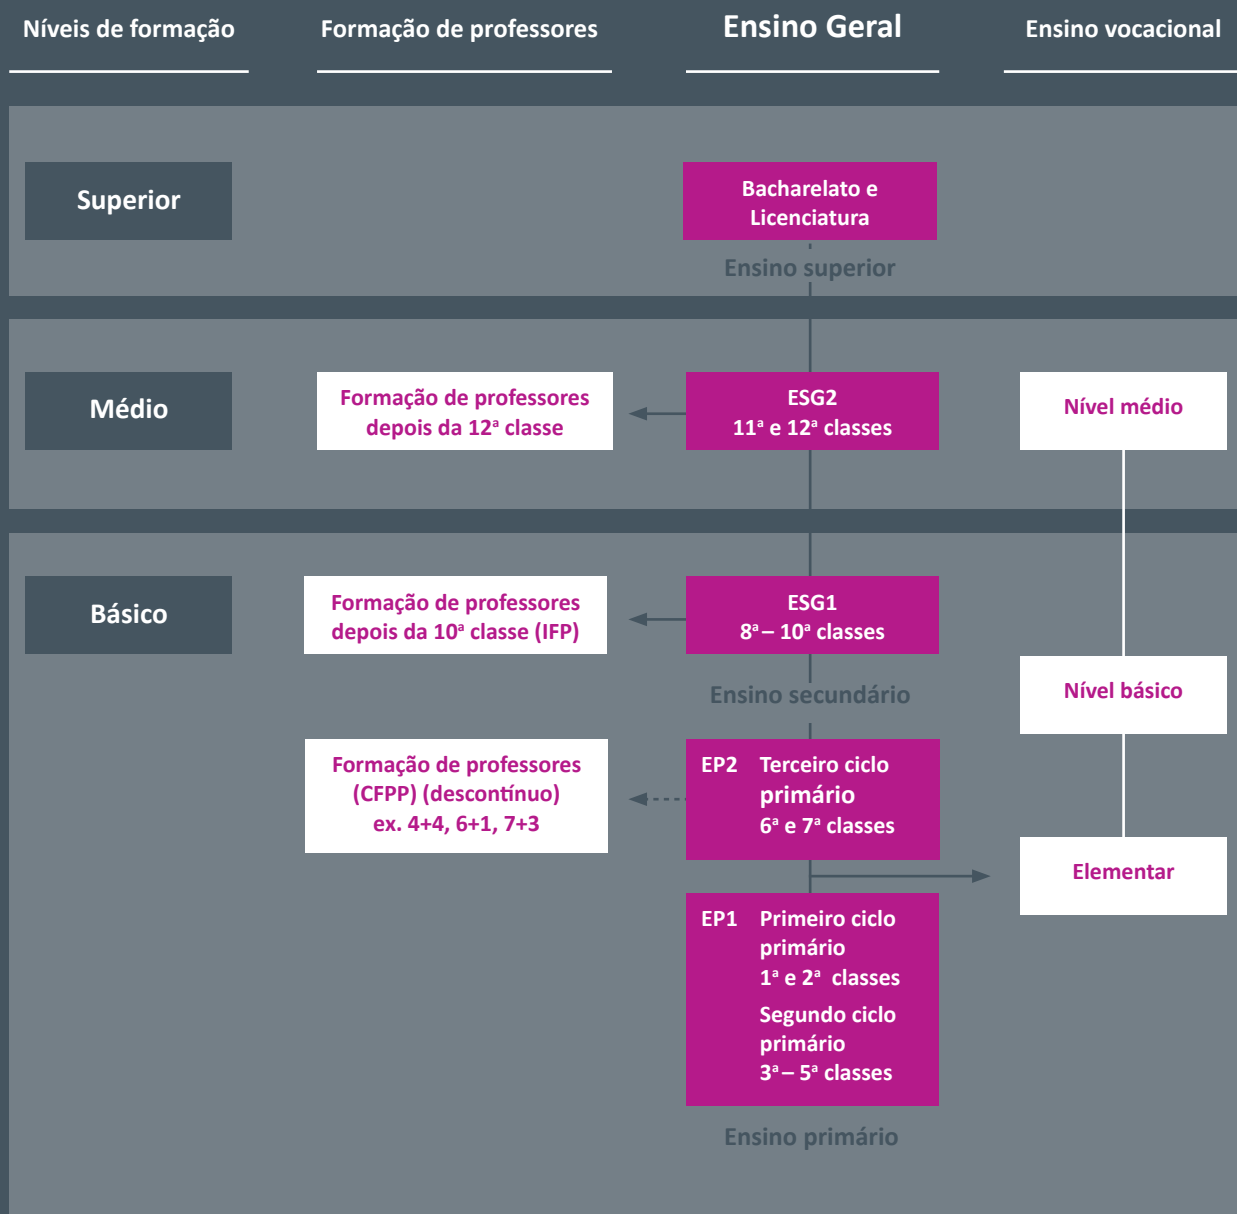 Níveis de formação
Formação de professores
Ensino Geral
Ensino vocacional
Superior
Bacharelato e
Licenciatura
Ensino superior
Médio
Formação de professores
depois da 12ª classe
ESG2
11ª e 12ª classes
Nível médio
Básico
Formação de professores
depois da 10ª classe (IFP)
ESG1
8ª – 10ª classes
Ensino secundário
Nível básico
Formação de professores
(CFPP) (descontínuo)
ex. 4+4, 6+1, 7+3
EP2 Terceiro ciclo
primário
6ª e 7ª classes
Elementar
EP1 Primeiro ciclo
primário
1ª e 2ª classes
Segundo ciclo
primário
3ª – 5ª classes
Ensino primário